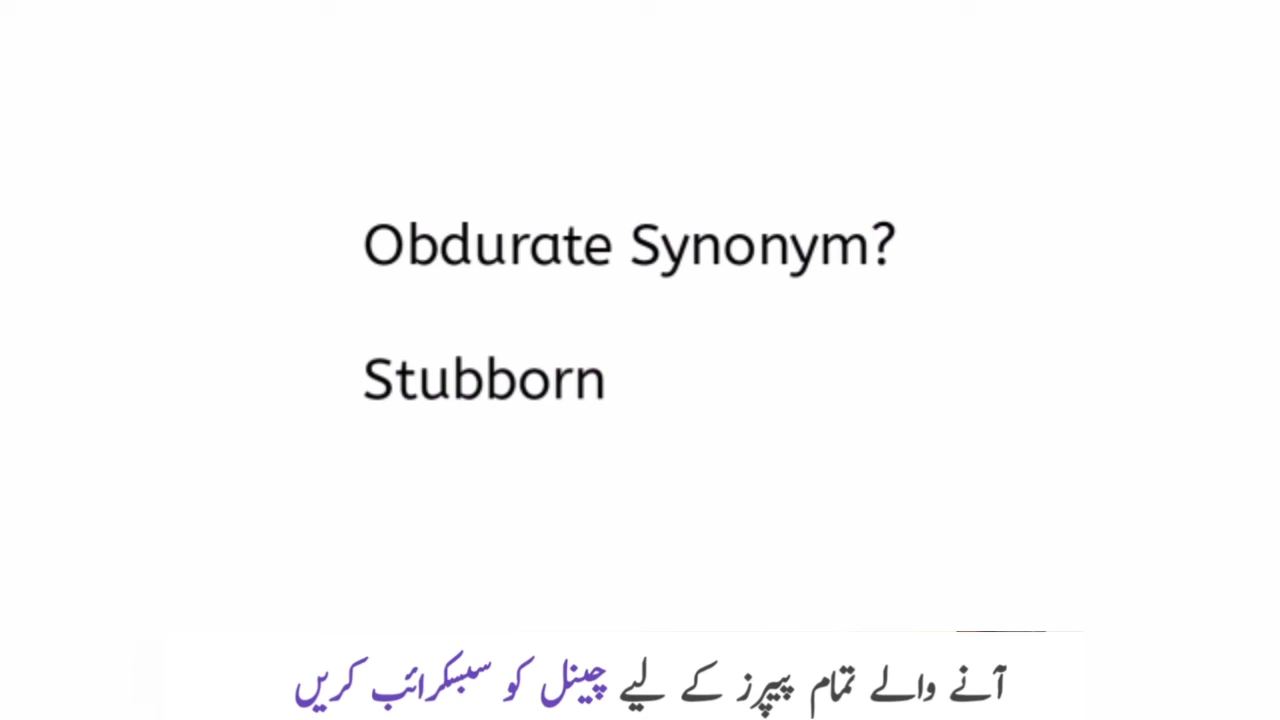 Obdurate Synonym?
Stubborn
آنے والے تمام پیپرز کے لیے چینل کو سبسکرائب کریں